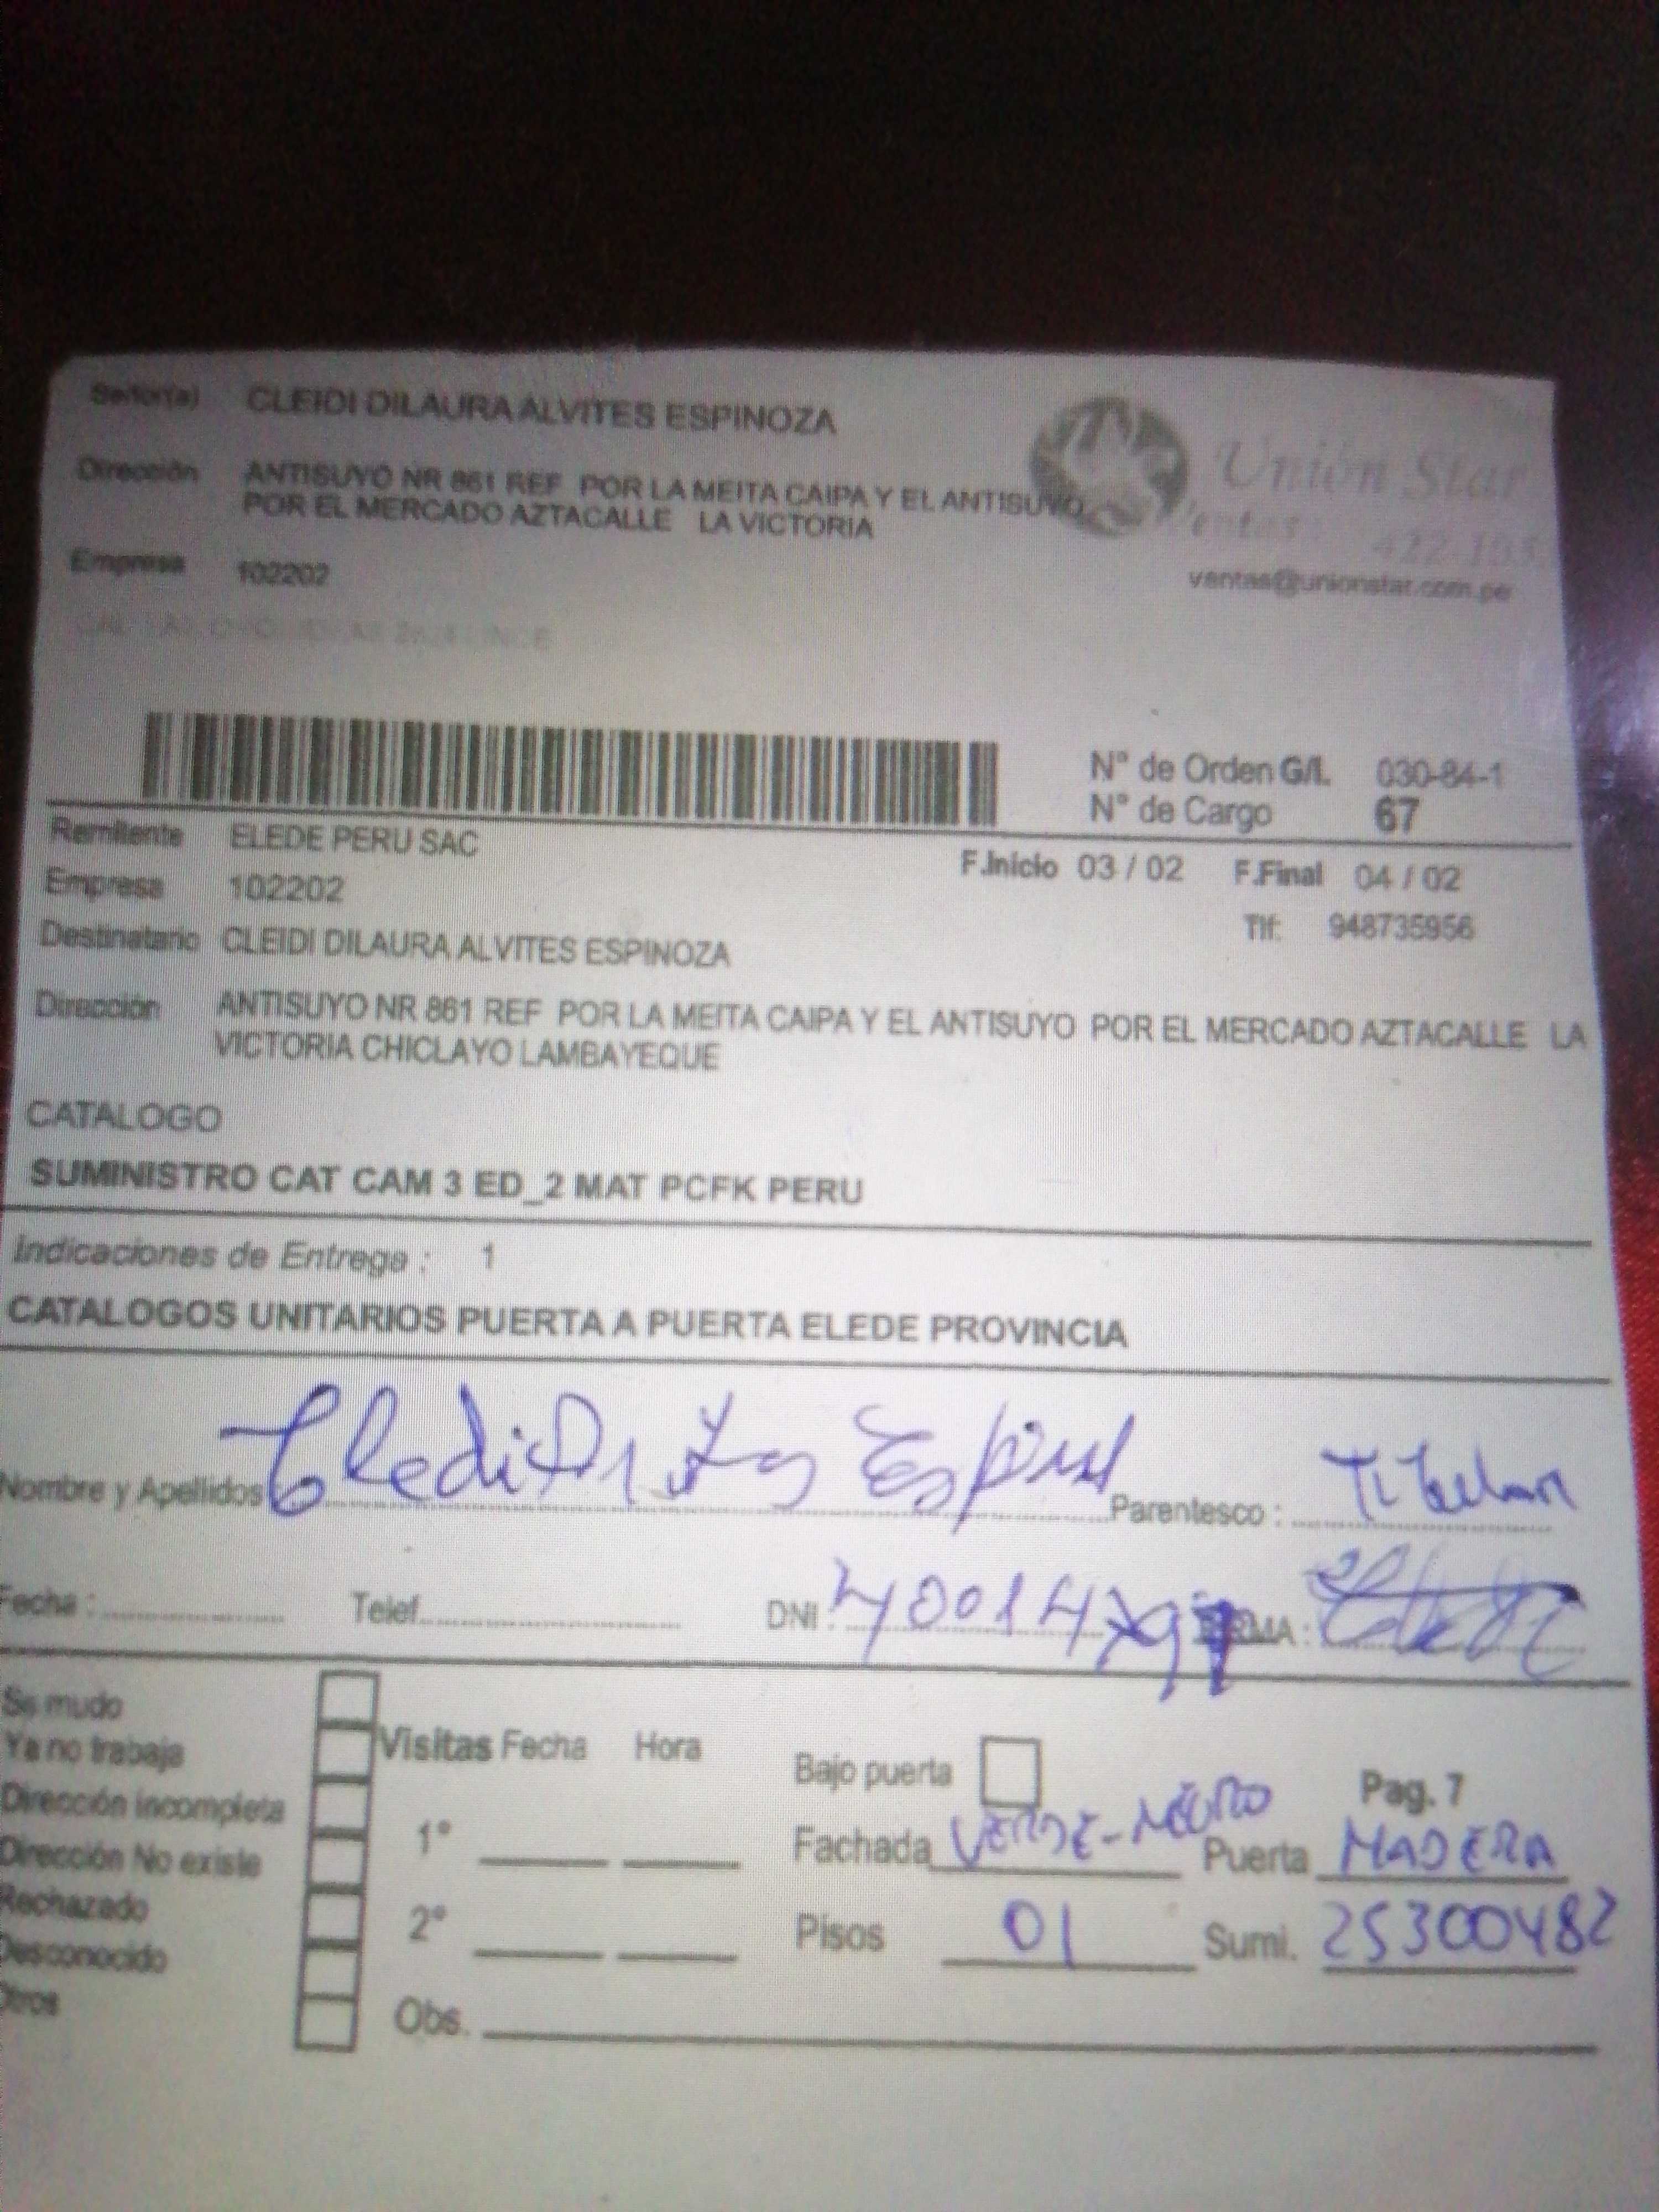 Señor(a) CLEIDI DILAURA ALVITES ESPINOZA
Dirección ANTISUYO NR 861 REF POR LA MEITA CAIPA Y EL ANTISUYO
POR EL MERCADO AZTACALLE LA VICTORIA
Unión Star
Ventas:
Empresa 102202
ventas@unionstar.com.pe
N° de Orden G/I. 030-84-1
N° de Cargo 67
Remitente ELEDE PERU SAC
F.Inicio 03 / 02 F.Final 04 / 02
Empresa 102202
Tlf: 948735956
Destinatario CLEIDI DILAURA ALVITES ESPINOZA
Dirección ANTISUYO NR 861 REF POR LA MEITA CAIPA Y EL ANTISUYO POR EL MERCADO AZTACALLE LA
VICTORIA CHICLAYO LAMBAYEQUE
CATALOGO
SUMINISTRO CAT CAM 3 ED_2 MAT PCFK PERU
Indicaciones de Entrega : 1
CATALOGOS UNITARIOS PUERTA A PUERTA ELEDE PROVINCIA
Nombre y Apellidos Parentesco :
Fecha : Telef. DNI : FIRMA :
Se mudo
Ya no trabaja
Dirección incompleta
Dirección No existe
Rechazado
Desconocido
Otros
Visitas Fecha Hora
1°
2°
Obs.
Bajo puerta Pag. 7
Fachada VERDE-NEGRO Puerta MADERA
Pisos 01 Sumi. 25300482